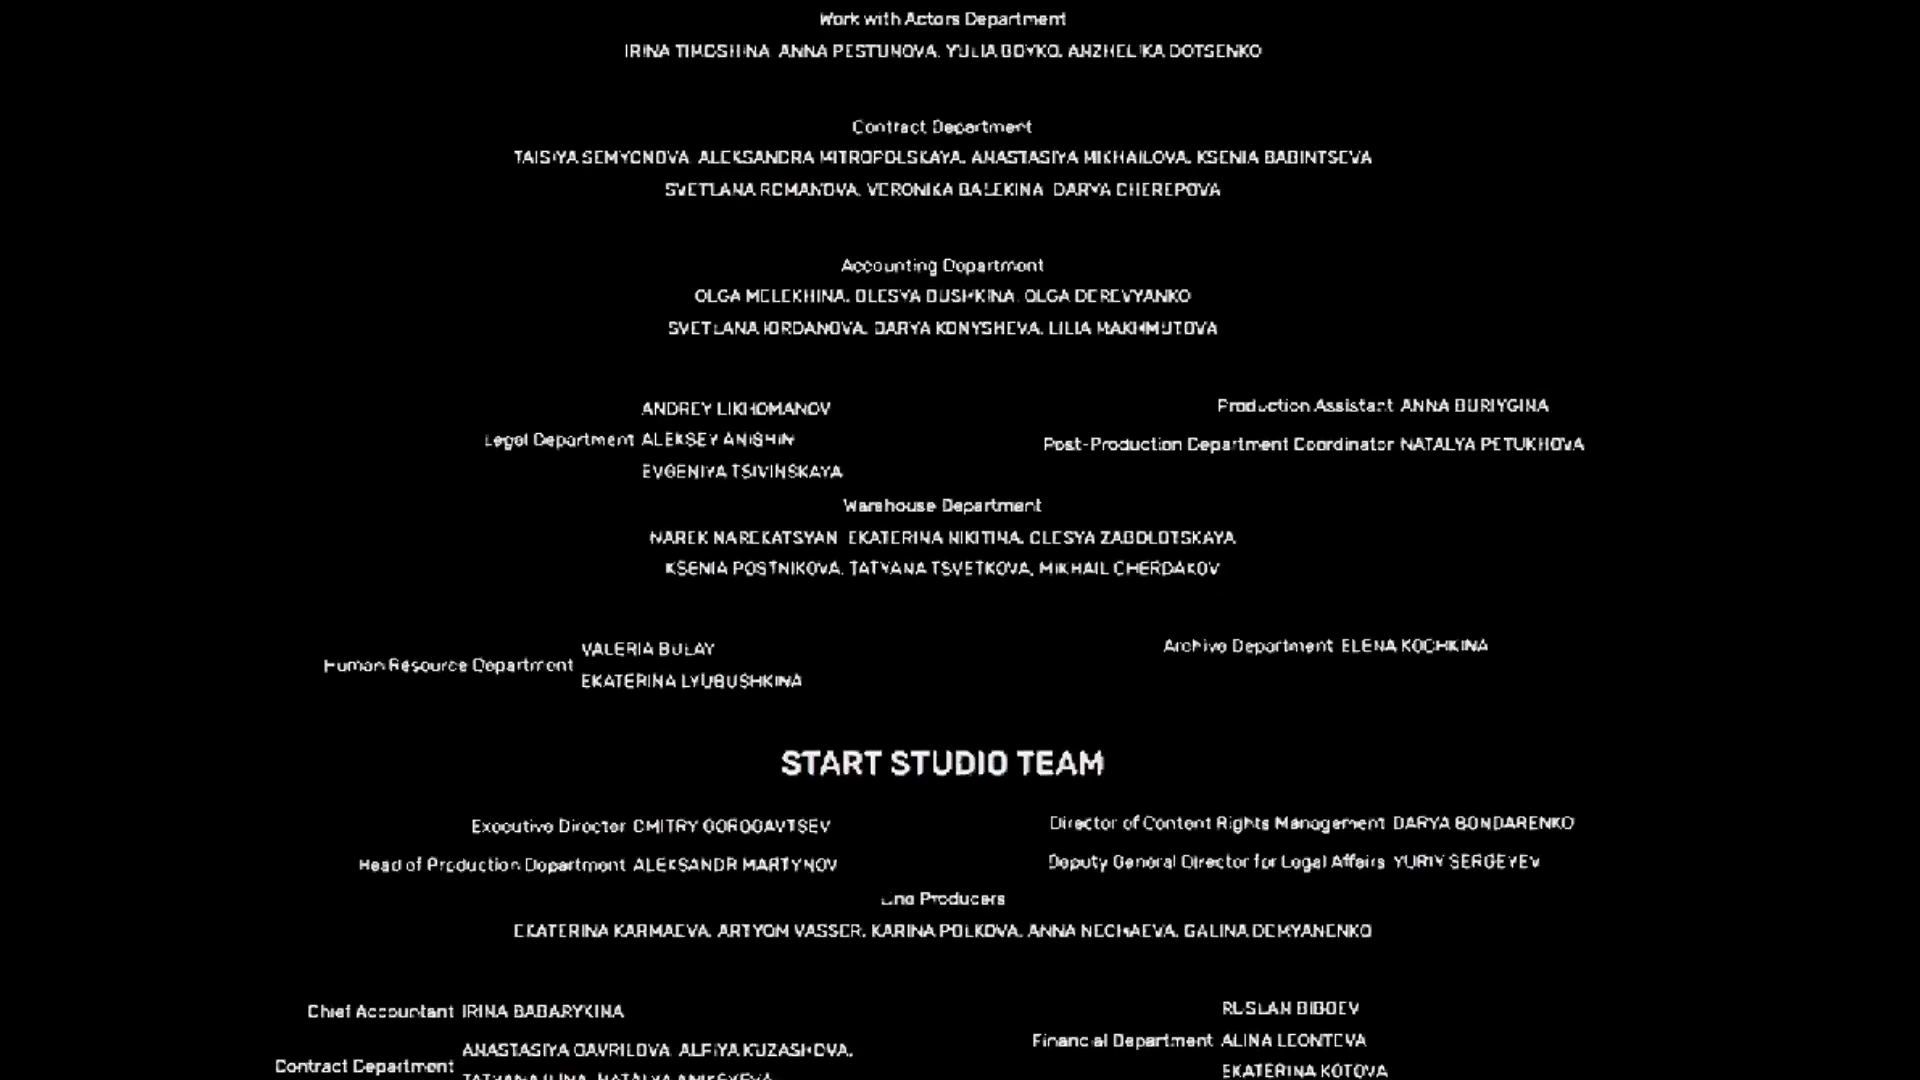 Work with Actors Department
IRINA TIMOSHINA, ANNA PESTUNOVA, YULIA BOYKO, ANZHELIKA DOTSENKO
Contract Department
TAISIYA SEMYONOVA, ALEKSANDRA MITROPOLSKAYA, ANASTASIYA MIKHAILOVA, KSENIA BABINTSEVA
SVETLANA ROMANOVA, VERONIKA BALEKINA, DARYA CHEREPOVA
Accounting Department
OLGA MELEKHINA, OLESYA DUSHKINA, OLGA DEREVYANKO
SVETLANA IORDANOVA, DARYA KONYSHEVA, LILIA MAKHMUTOVA
Legal Department ANDREY LIKHOMANOV
ALEKSEY ANISHIN
EVGENIYA TSIVINSKAYA
Production Assistant ANNA BURIYGINA
Post-Production Department Coordinator NATALYA PETUKHOVA
Warehouse Department
NAREK NAREKATSYAN, EKATERINA NIKITINA, OLESYA ZABOLOTSKAYA
KSENIA POSTNIKOVA, TATYANA TSVETKOVA, MIKHAIL CHERDAKOV
Human Resource Department VALERIA BULAY
EKATERINA LYUBUSHKINA
Archive Department ELENA KOCHKINA
START STUDIO TEAM
Executive Director DMITRY GORODAVTSEV
Head of Production Department ALEKSANDR MARTYNOV
Director of Content Rights Management DARYA BONDARENKO
Deputy General Director for Legal Affairs YURIY SERGEYEV
Line Producers
EKATERINA KARMAEVA, ARTYOM VASSER, KARINA POLKOVA, ANNA NECHAEVA, GALINA DEMYANENKO
Chief Accountant IRINA BABARYKINA
Contract Department ANASTASIYA GAVRILOVA, ALFIYA KUZASHOVA,
Financial Department RUSLAN BIBOEV
ALINA LEONTEVA
EKATERINA KOTOVA